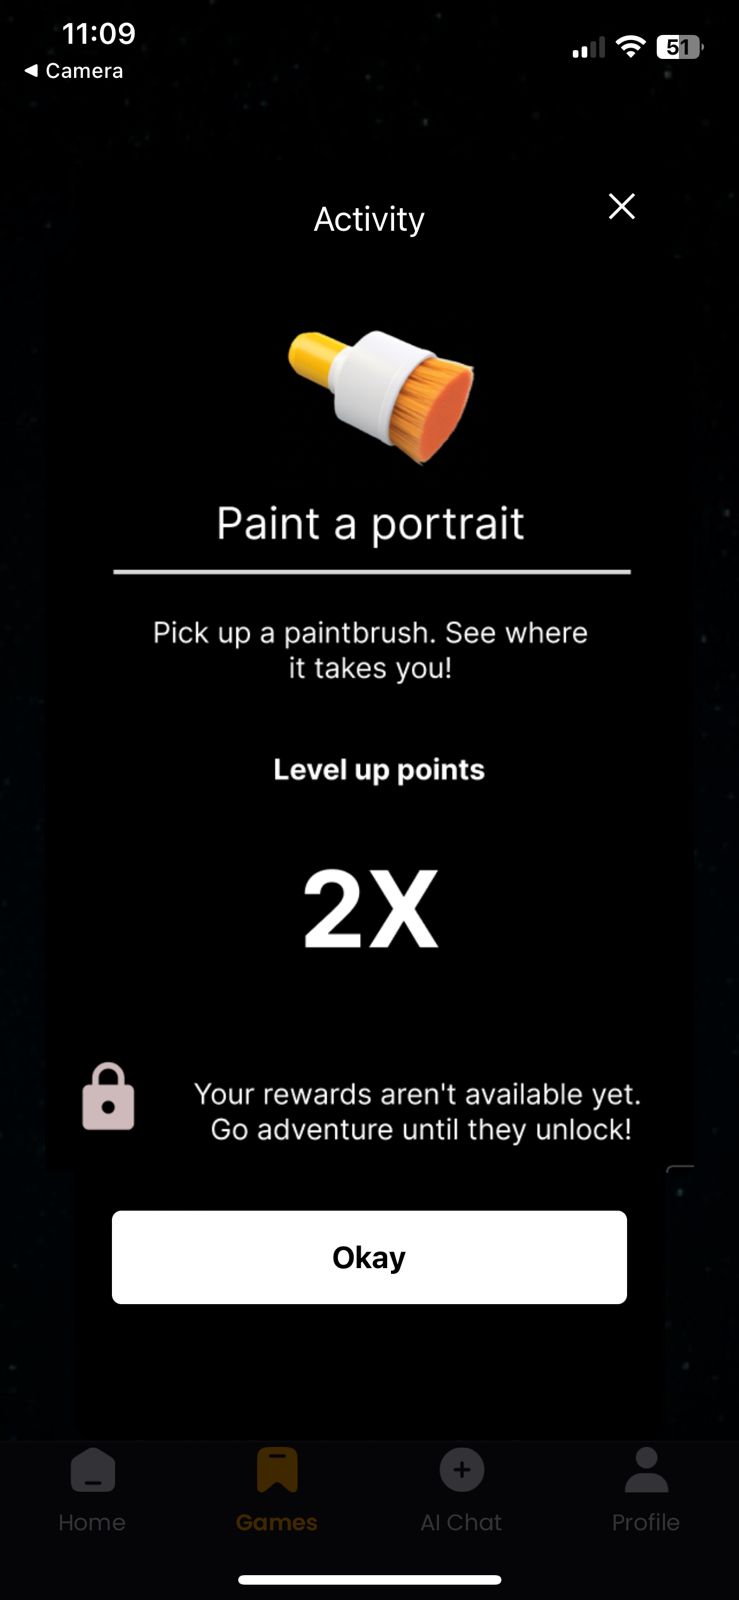 11:09
51
◀ Camera
Activity
Paint a portrait
Pick up a paintbrush. See where
it takes you!
Level up points
2X
Your rewards aren't available yet.
Go adventure until they unlock!
Okay
Home
Games
AI Chat
Profile